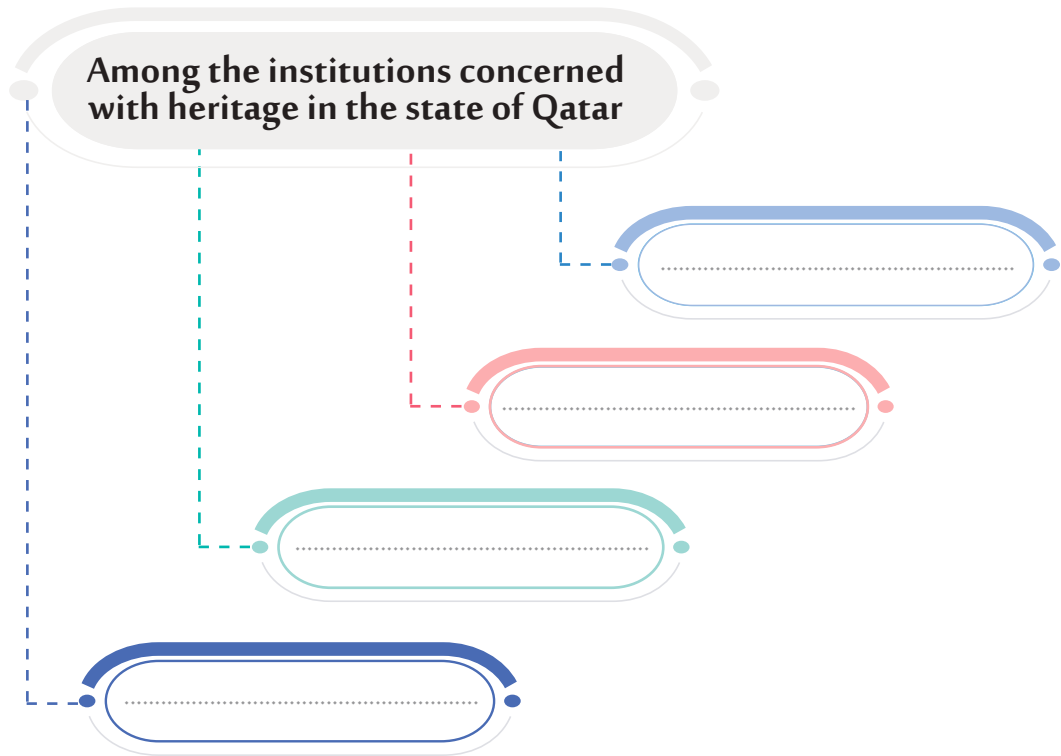 Among the institutions concerned
with heritage in the state of Qatar